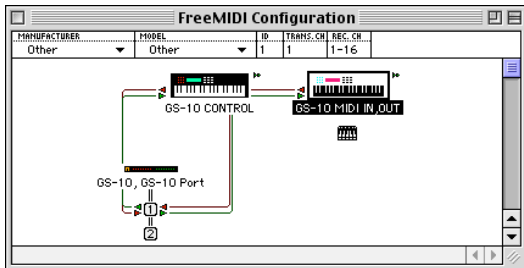 FreeMIDI Configuration
MANUFACTURER MODEL ID TRANS. CH REC. CH
Other Other 1 1 1-16
GS-10 CONTROL
GS-10 MIDI IN,OUT
GS-10, GS-10 Port
1
2